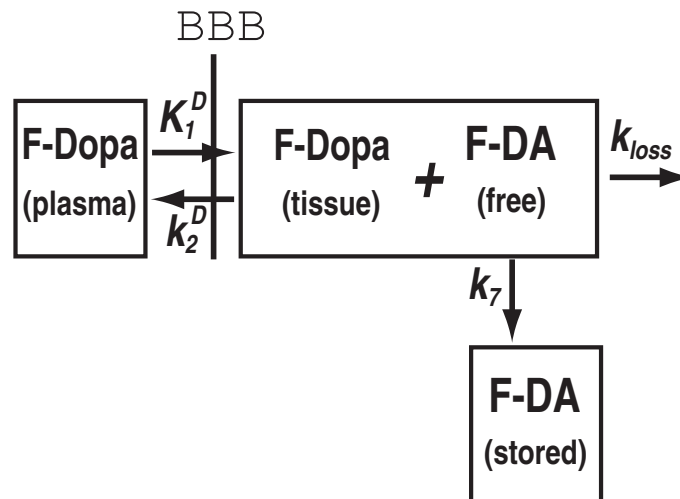 BBB
F-Dopa
(plasma)
K₁ᴰ
k₂ᴰ
F-Dopa
(tissue)
+
F-DA
(free)
kₗₒₛₛ
k₇
F-DA
(stored)